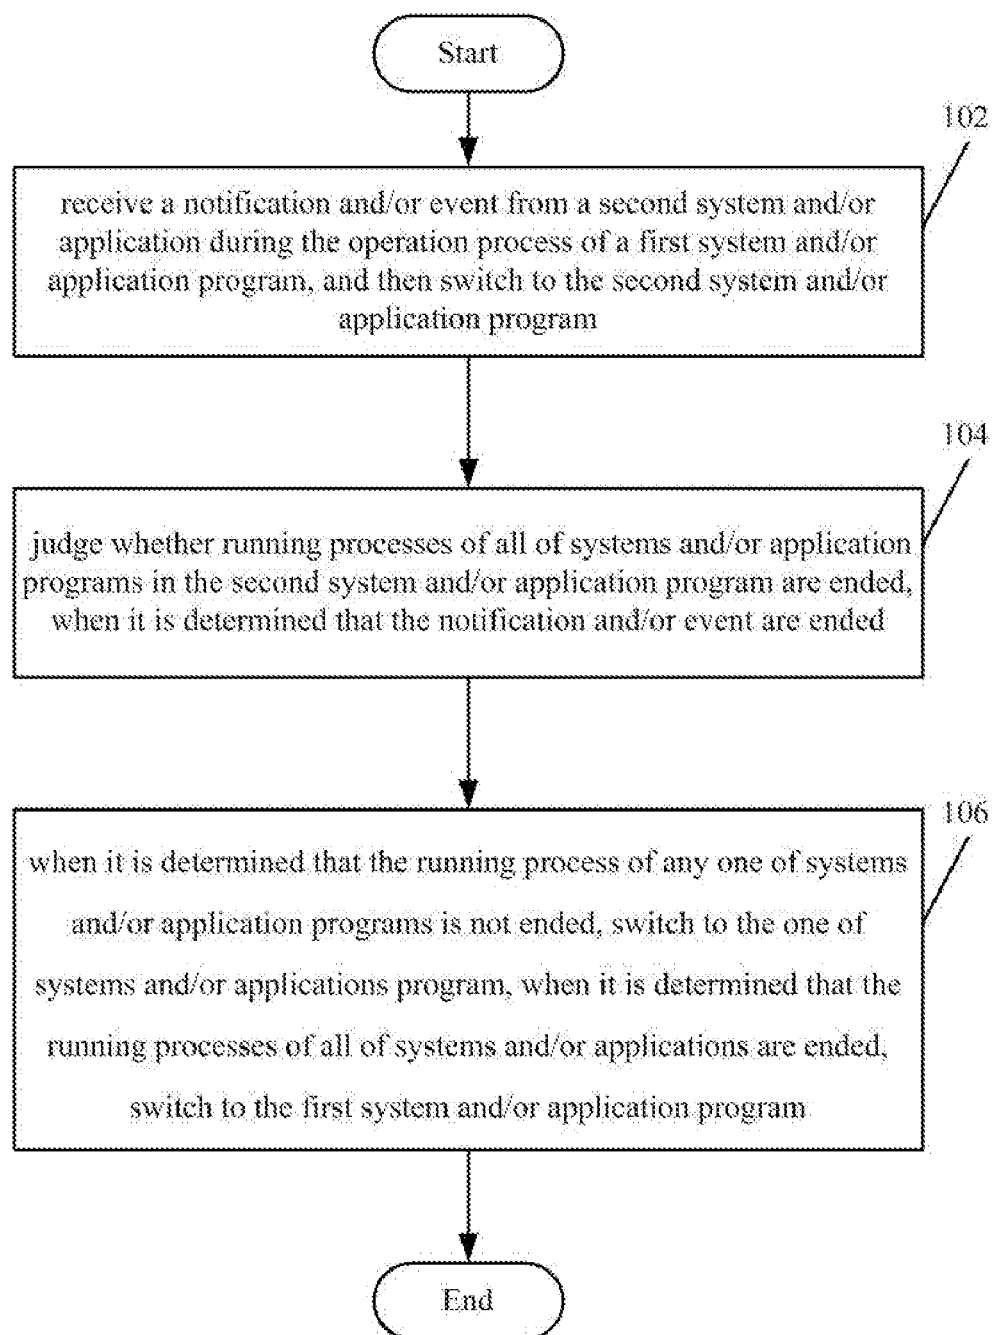 Start
102
receive a notification and/or event from a second system and/or
application during the operation process of a first system and/or
application program, and then switch to the second system and/or
application program
104
judge whether running processes of all of systems and/or application
programs in the second system and/or application program are ended,
when it is determined that the notification and/or event are ended
106
when it is determined that the running process of any one of systems
and/or application programs is not ended, switch to the one of
systems and/or applications program, when it is determined that the
running processes of all of systems and/or applications are ended,
switch to the first system and/or application program
End